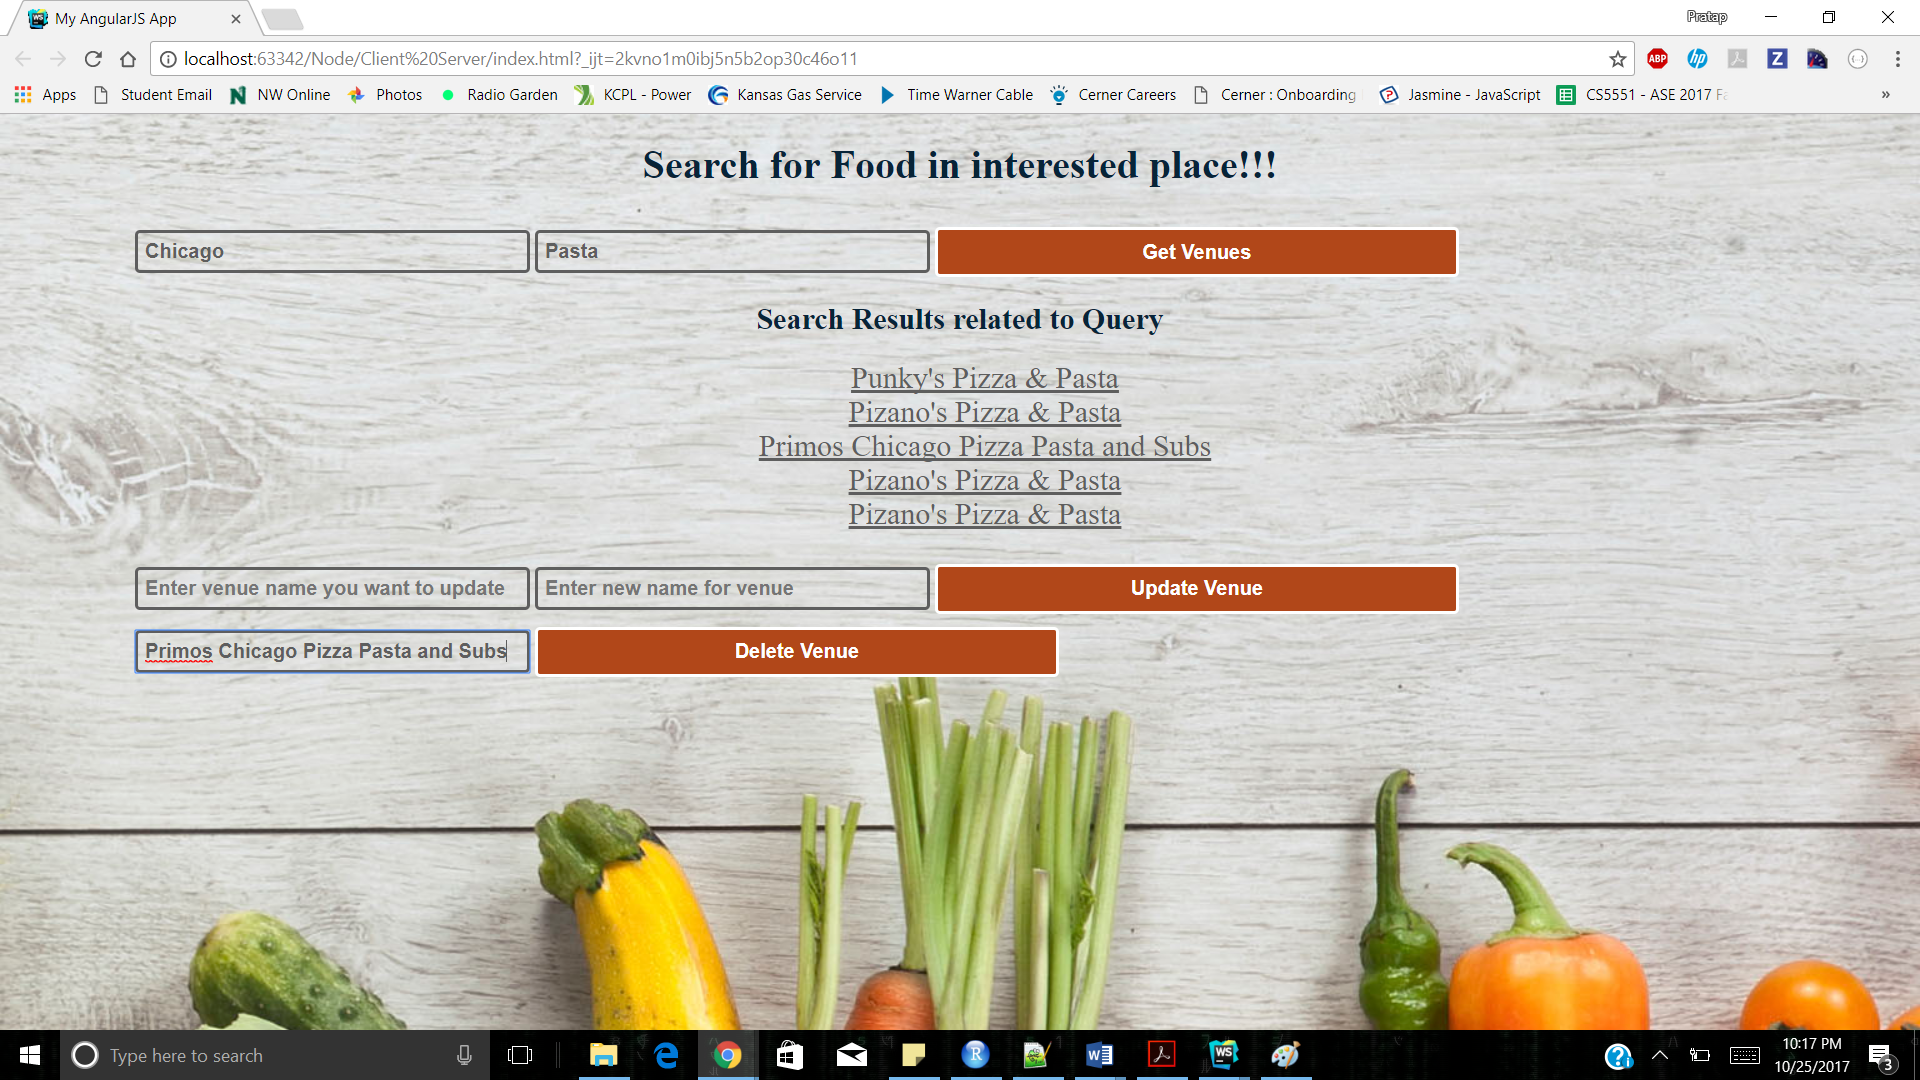 My AngularJS App
Pratap
localhost:63342/Node/Client%20Server/index.html?_ijt=2kvno1m0ibj5n5b2op30c46o11
ABP
hp
Z
Apps Student Email NW Online Photos Radio Garden KCPL - Power Kansas Gas Service Time Warner Cable Cerner Careers Cerner : Onboarding Jasmine - JavaScript CS5551 - ASE 2017 Fa »
Search for Food in interested place!!!
Chicago Pasta Get Venues
Search Results related to Query
Punky's Pizza & Pasta
Pizano's Pizza & Pasta
Primos Chicago Pizza Pasta and Subs
Pizano's Pizza & Pasta
Pizano's Pizza & Pasta
Enter venue name you want to update Enter new name for venue Update Venue
Primos Chicago Pizza Pasta and Subs Delete Venue
Type here to search
10:17 PM
10/25/2017
3